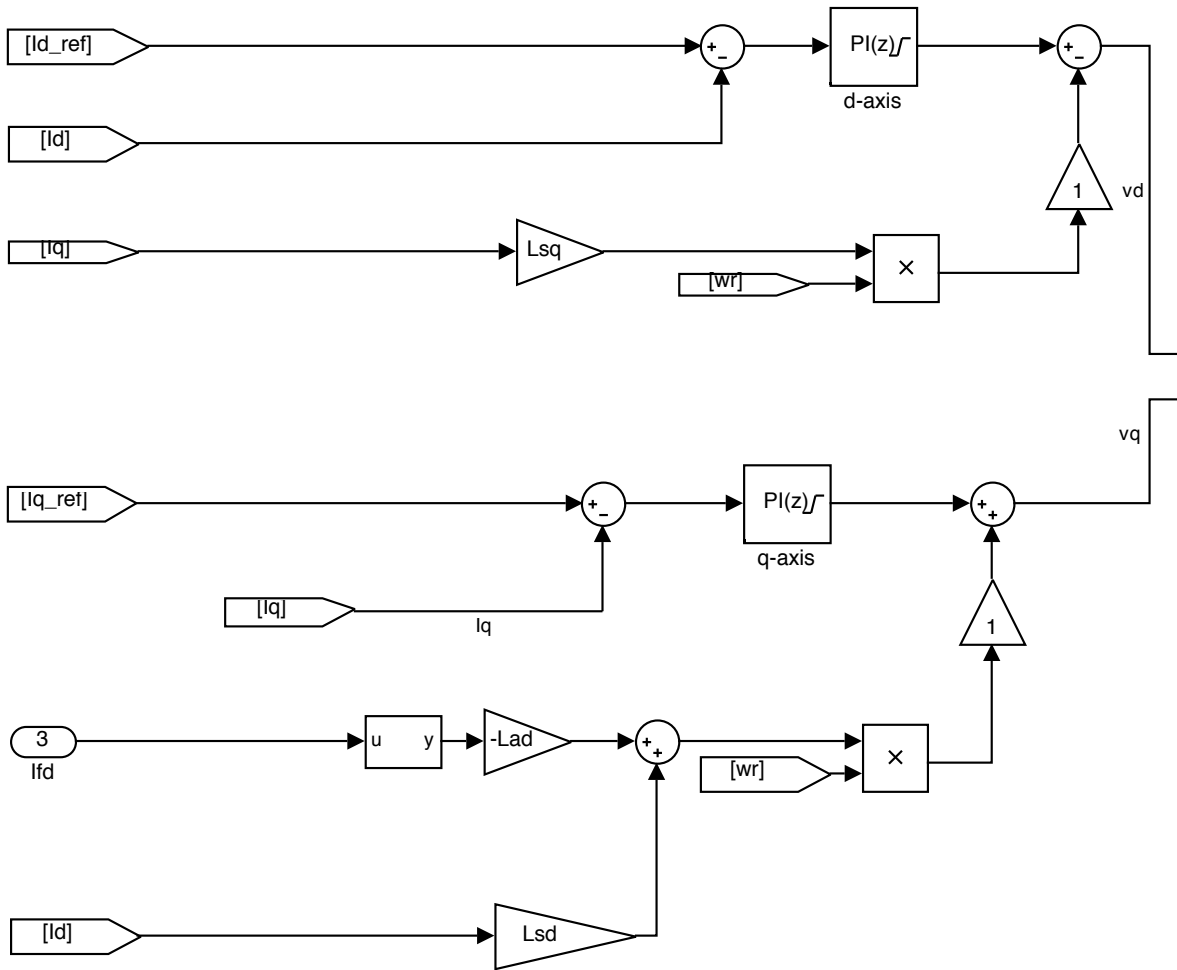 [Id_ref]
+
−
PI(z)
d-axis
+
−
[Id]
1
vd
[Iq]
Lsq
[wr]
×
vq
[Iq_ref]
+
−
PI(z)
q-axis
+
+
[Iq]
Iq
1
3
Ifd
u y
-Lad
+
+
[wr]
×
[Id]
Lsd